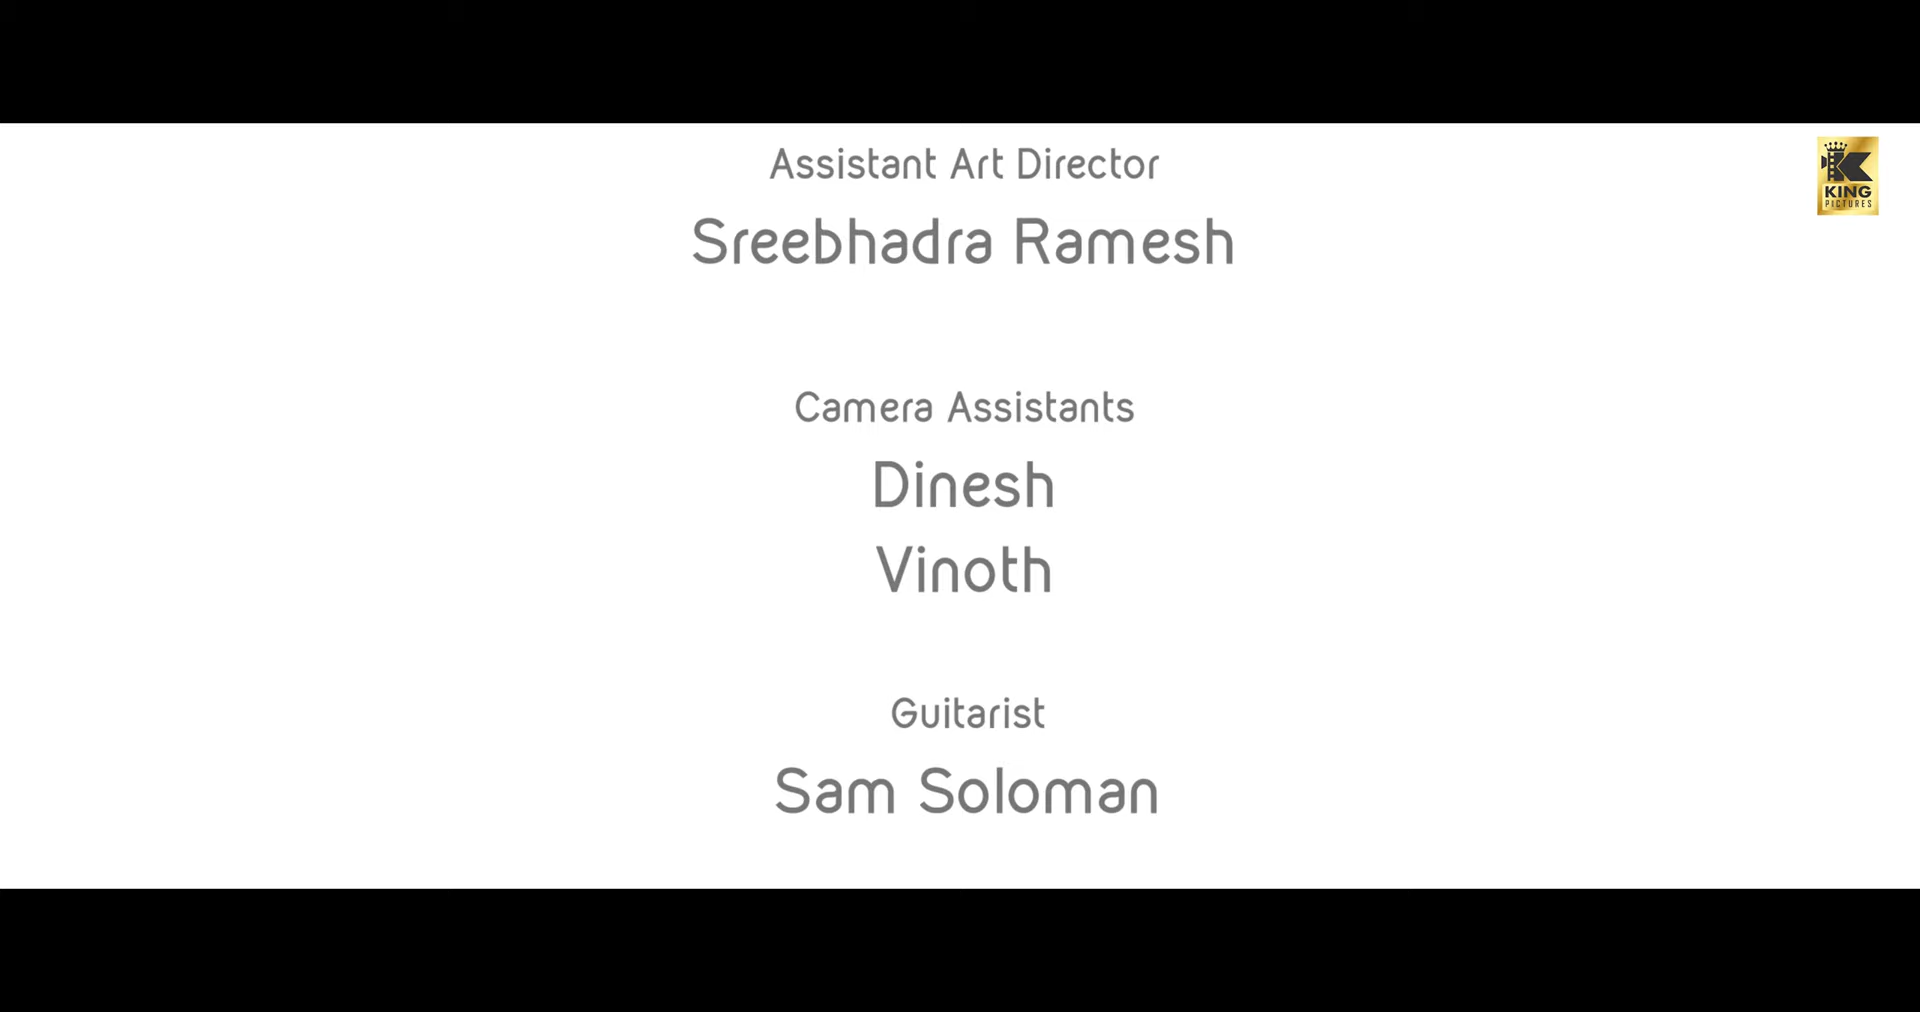 Assistant Art Director
Sreebhadra Ramesh
Camera Assistants
Dinesh
Vinoth
Guitarist
Sam Soloman
KING
PICTURES